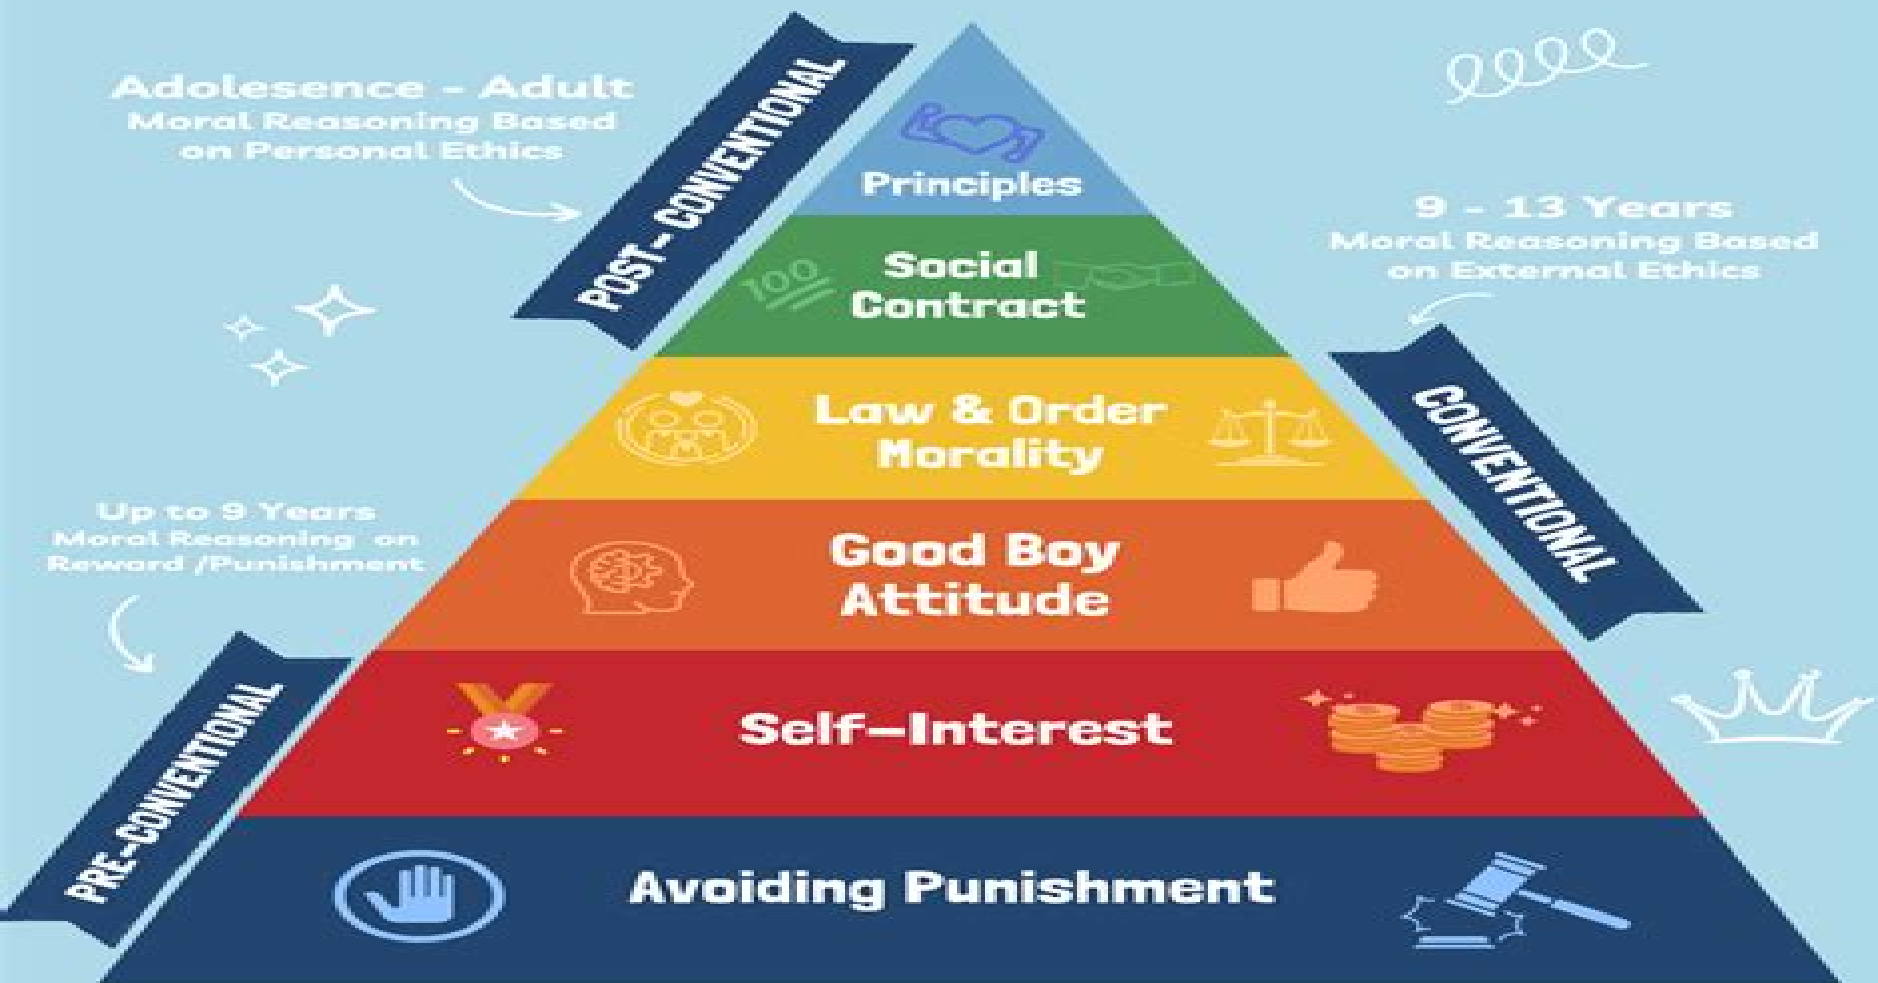 Adolesence - Adult
Moral Reasoning Based
on Personal Ethics
POST- CONVENTIONAL
Principles
9 - 13 Years
Moral Reasoning Based
on External Ethics
100
Social
Contract
CONVENTIONAL
Law & Order
Morality
Up to 9 Years
Moral Reasoning on
Reward /Punishment
Good Boy
Attitude
PRE-CONVENTIONAL
Self-Interest
Avoiding Punishment